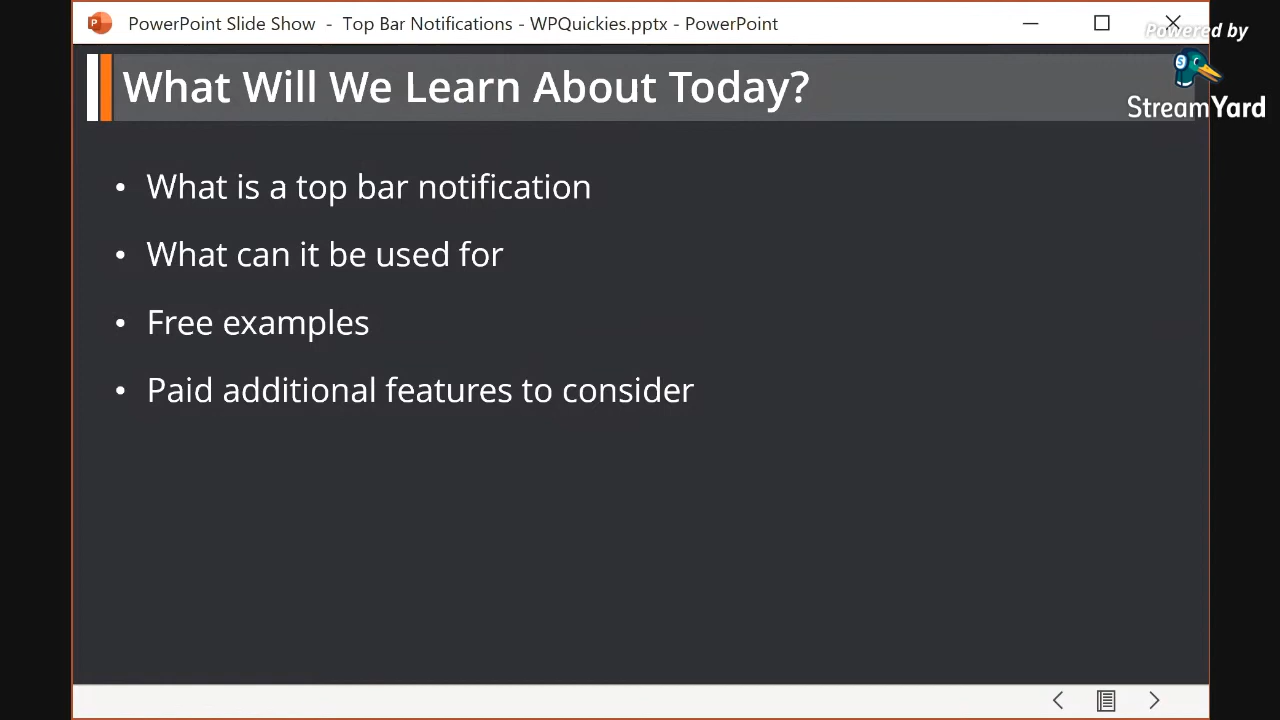 PowerPoint Slide Show - Top Bar Notifications - WPQuickies.pptx - PowerPoint
Powered by
StreamYard
What Will We Learn About Today?
• What is a top bar notification
• What can it be used for
• Free examples
• Paid additional features to consider